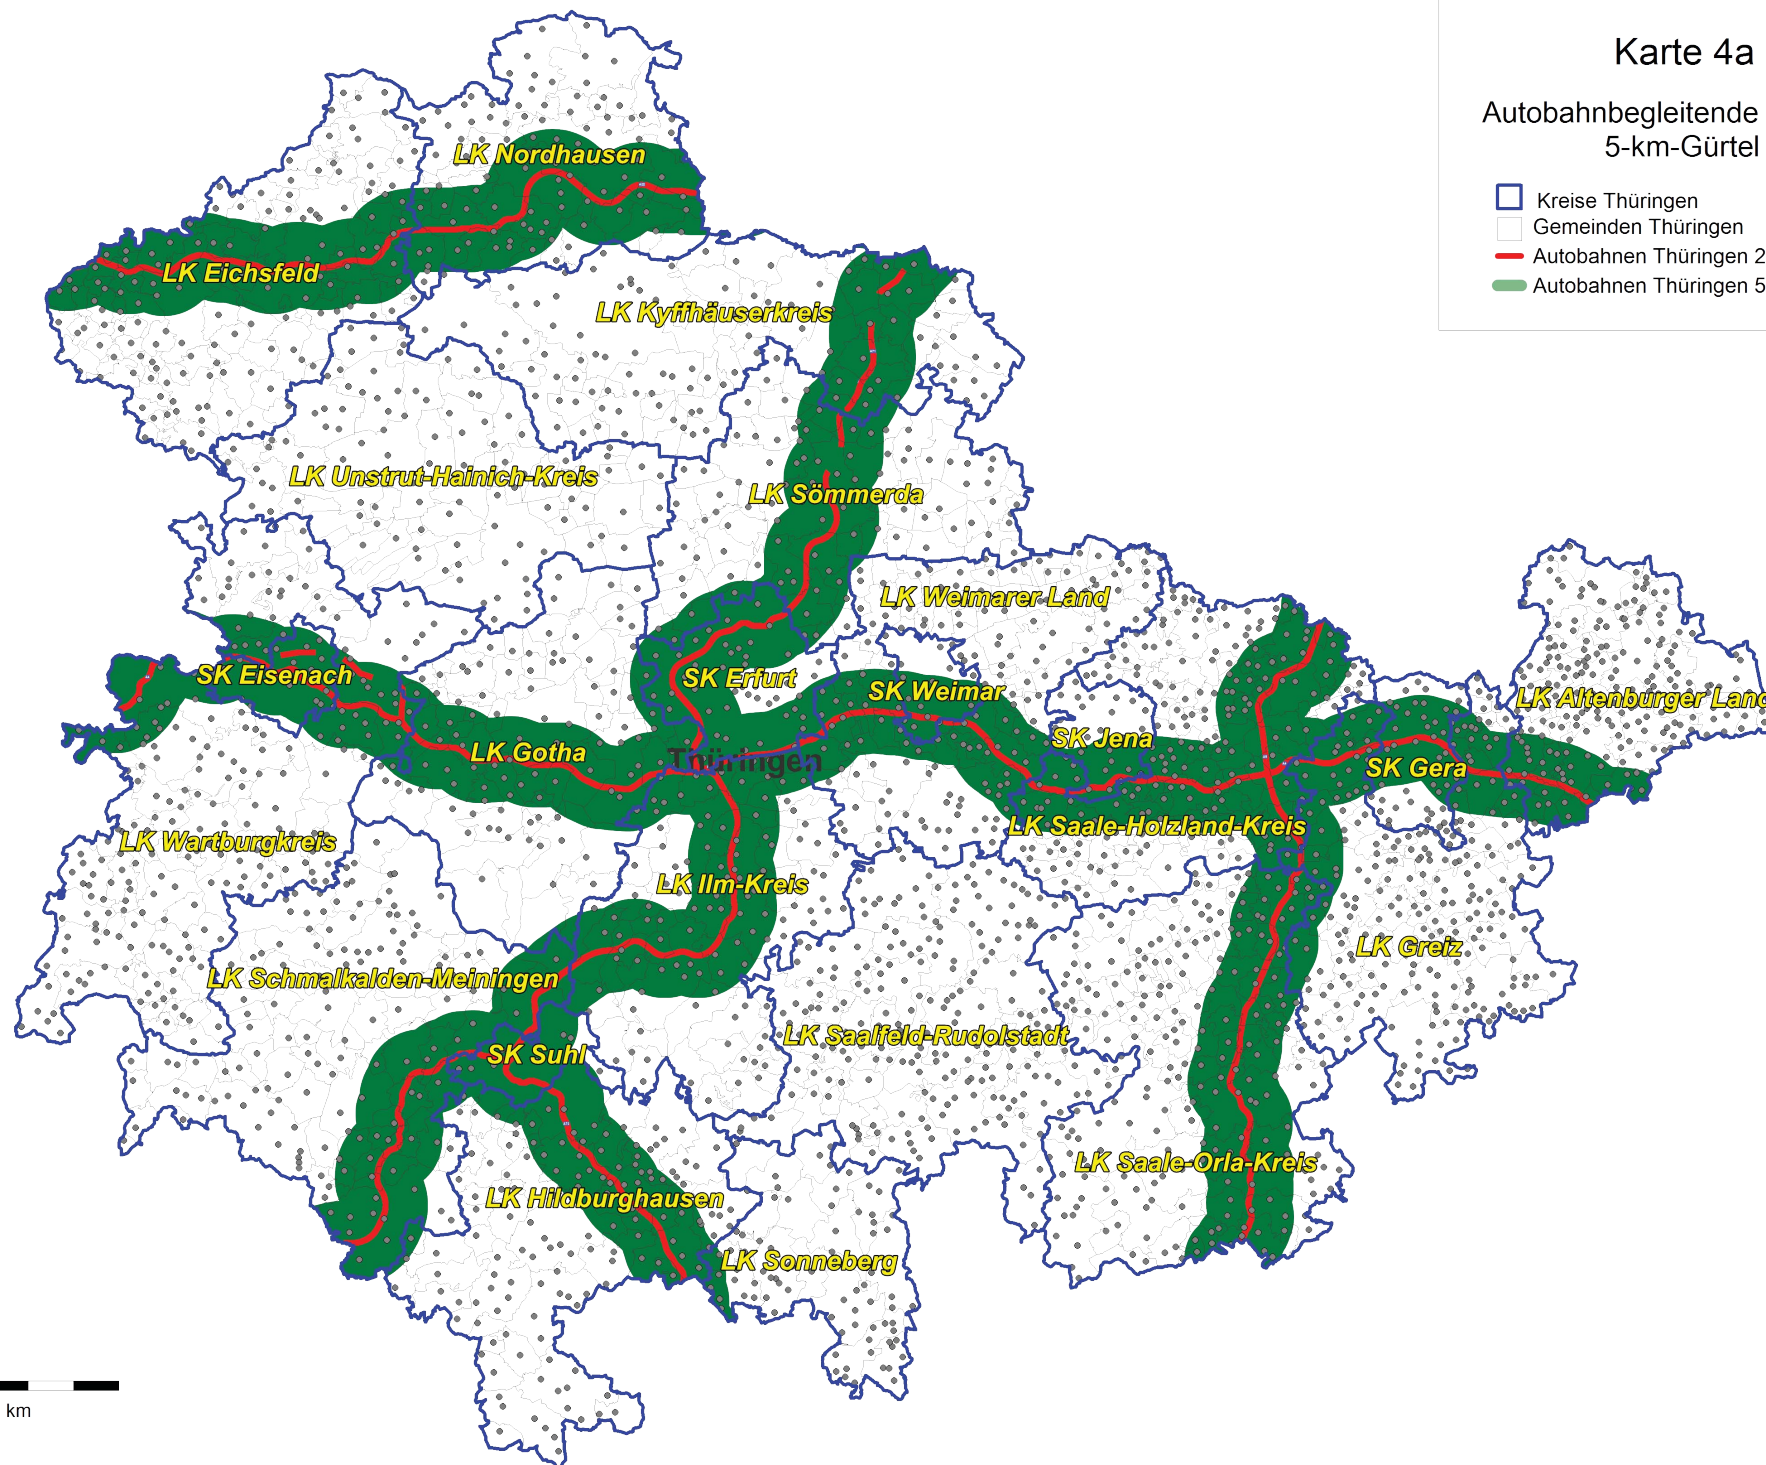 Karte 4a
Autobahnbegleitende
5-km-Gürtel
Kreise Thüringen
Gemeinden Thüringen
Autobahnen Thüringen 2
Autobahnen Thüringen 5
LK Nordhausen
LK Eichsfeld
LK Kyffhäuserkreis
LK Unstrut-Hainich-Kreis
LK Sömmerda
LK Weimarer Land
SK Eisenach
SK Erfurt
SK Weimar
LK Altenburger Land
LK Gotha
Thüringen
SK Jena
SK Gera
LK Wartburgkreis
LK Saale-Holzland-Kreis
LK Ilm-Kreis
LK Greiz
LK Schmalkalden-Meiningen
LK Saalfeld-Rudolstadt
SK Suhl
LK Saale-Orla-Kreis
LK Hildburghausen
LK Sonneberg
km